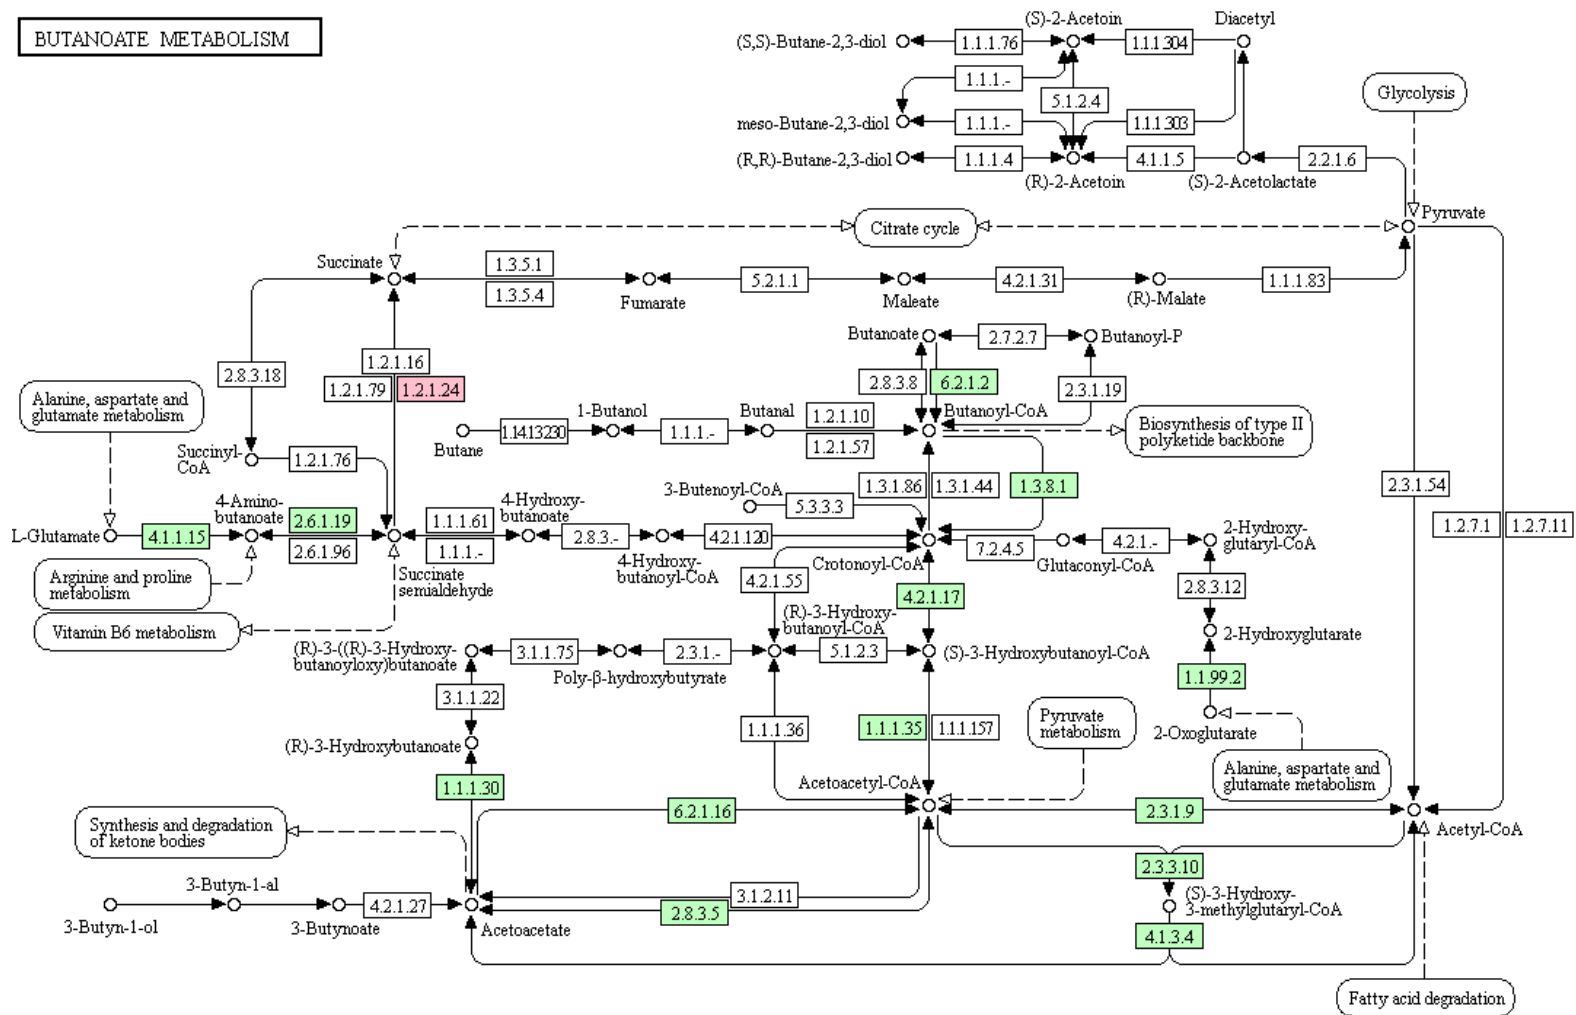 BUTANOATE METABOLISM
(S)-2-Acetoin
Diacetyl
(S,S)-Butane-2,3-diol
1.1.1.76
1.1.1.304
1.1.1.-
5.1.2.4
Glycolysis
meso-Butane-2,3-diol
1.1.1.-
1.1.1.303
(R,R)-Butane-2,3-diol
1.1.1.4
4.1.1.5
2.2.1.6
(R)-2-Acetoin
(S)-2-Acetolactate
Pyruvate
Citrate cycle
Succinate
1.3.5.1
1.3.5.4
Fumarate
5.2.1.1
Maleate
4.2.1.31
(R)-Malate
1.1.1.83
Butanoate
2.7.2.7
Butanoyl-P
1.2.1.16
2.8.3.18
1.2.1.79
1.2.1.24
2.8.3.8
6.2.1.2
2.3.1.19
Alanine, aspartate and
glutamate metabolism
1-Butanol
Butanal
1.2.1.10
Butanoyl-CoA
Butane
1.14.13.230
1.1.1.-
1.2.1.57
Biosynthesis of type II
polyketide backbone
Succinyl-
CoA
1.2.1.76
3-Butenoyl-CoA
5.3.3.3
1.3.1.86
1.3.1.44
1.3.8.1
2.3.1.54
4-Amino-
butanoate
4-Hydroxy-
butanoate
L-Glutamate
4.1.1.15
2.6.1.19
2.6.1.96
1.1.1.61
1.1.1.-
2.8.3.-
4.2.1.120
7.2.4.5
4.2.1.-
2-Hydroxy-
glutaryl-CoA
1.2.7.1
1.2.7.11
Succinate
semialdehyde
4-Hydroxy-
butanoyl-CoA
Crotonoyl-CoA
Glutaconyl-CoA
Arginine and proline
metabolism
4.2.1.55
4.2.1.17
2.8.3.12
Vitamin B6 metabolism
(R)-3-Hydroxy-
butanoyl-CoA
2-Hydroxyglutarate
(R)-3-((R)-3-Hydroxy-
butanoyloxy)butanoate
3.1.1.75
2.3.1.-
5.1.2.3
(S)-3-Hydroxybutanoyl-CoA
Poly-β-hydroxybutyrate
1.1.99.2
3.1.1.22
1.1.1.36
1.1.1.35
1.1.1.157
Pyruvate
metabolism
2-Oxoglutarate
(R)-3-Hydroxybutanoate
Alanine, aspartate and
glutamate metabolism
1.1.1.30
Acetoacetyl-CoA
6.2.1.16
2.3.1.9
Acetyl-CoA
Synthesis and degradation
of ketone bodies
2.3.3.10
3-Butyn-1-al
3.1.2.11
(S)-3-Hydroxy-
3-methylglutaryl-CoA
3-Butyn-1-ol
3-Butynoate
4.2.1.27
Acetoacetate
2.8.3.5
4.1.3.4
Fatty acid degradation